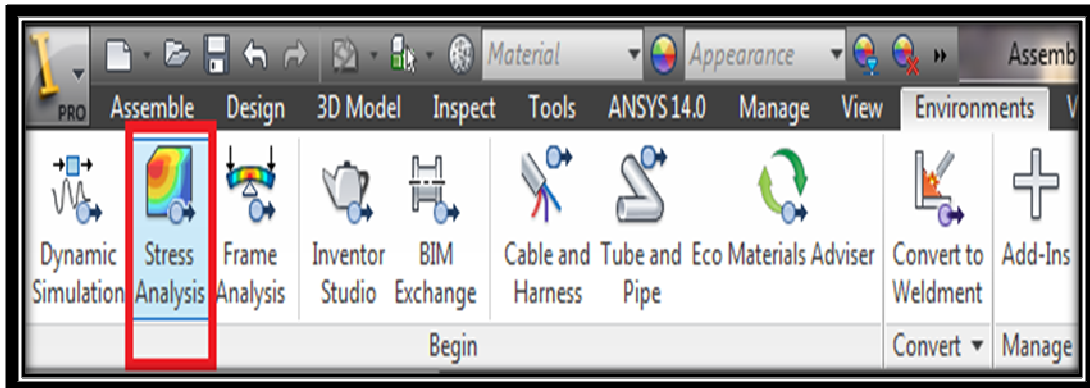 Material Appearance Assemb
PRO Assemble Design 3D Model Inspect Tools ANSYS 14.0 Manage View Environments V
Dynamic Stress Frame Inventor BIM Cable and Tube and Eco Materials Adviser Convert to Add-Ins
Simulation Analysis Analysis Studio Exchange Harness Pipe Weldment
Begin Convert Manage